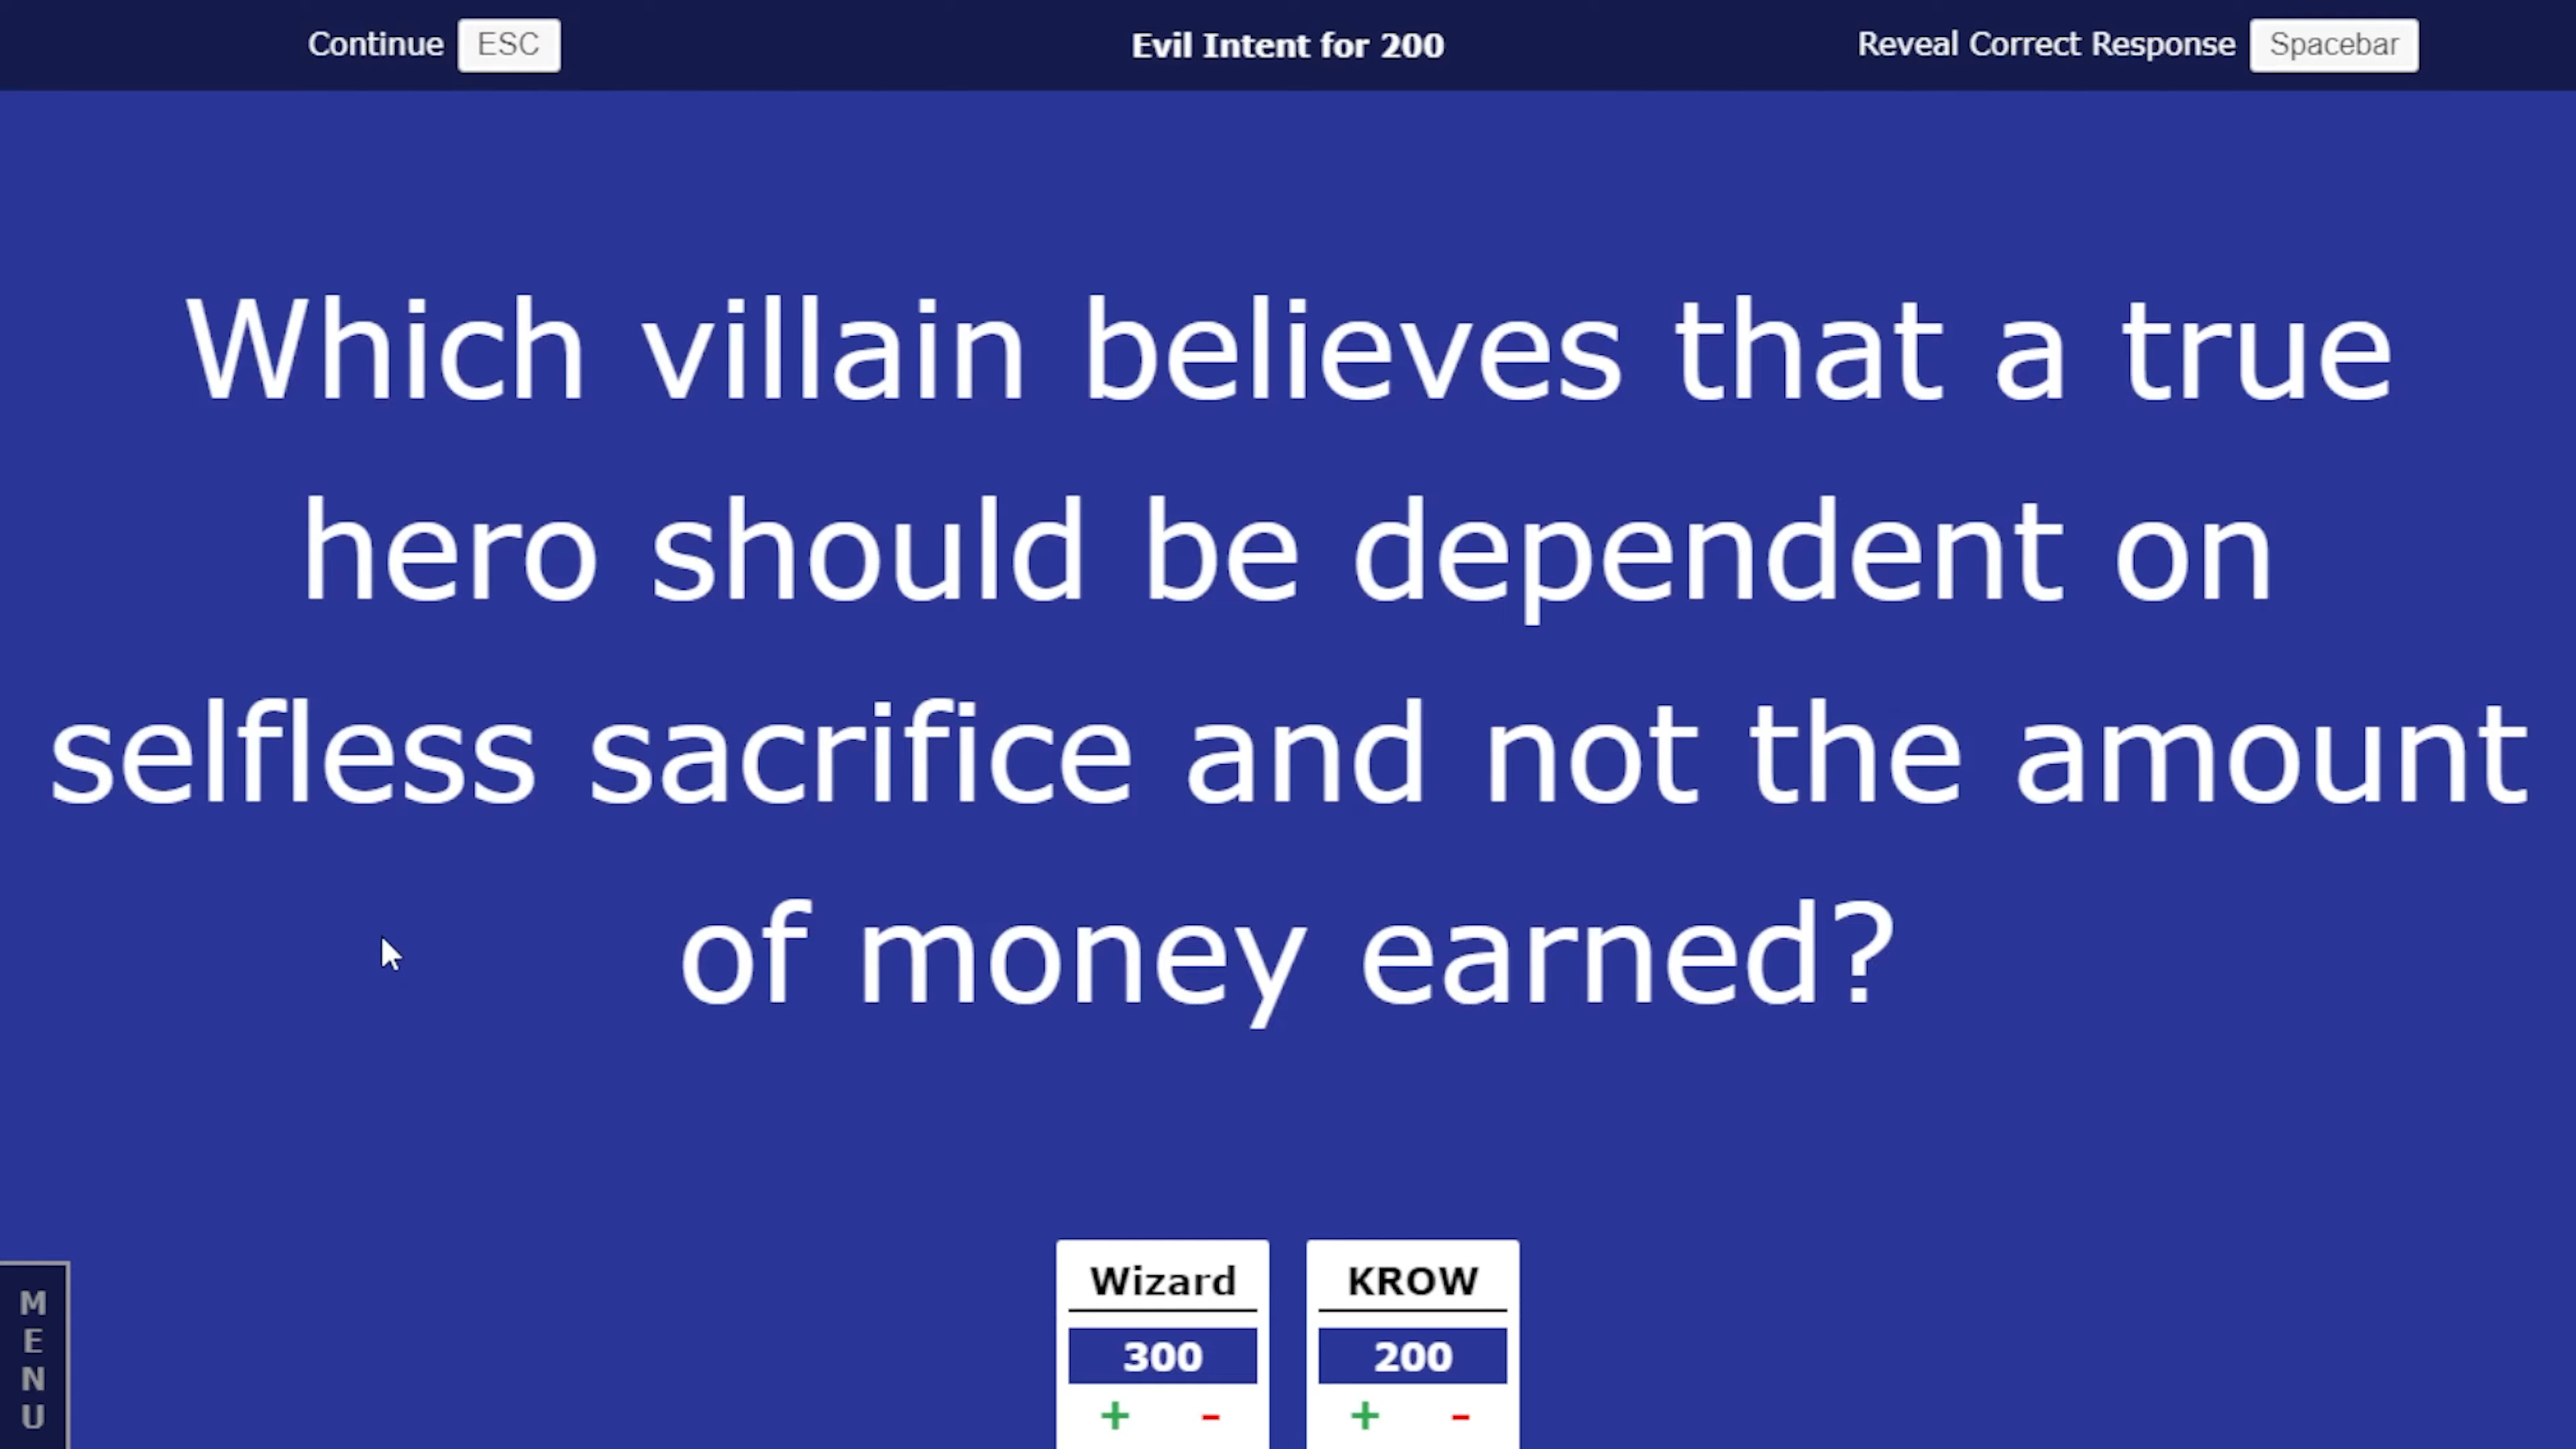 Continue ESC
Evil Intent for 200
Reveal Correct Response Spacebar
Which villain believes that a true
hero should be dependent on
selfless sacrifice and not the amount
of money earned?
MENU
Wizard
300
+ -
KROW
200
+ -